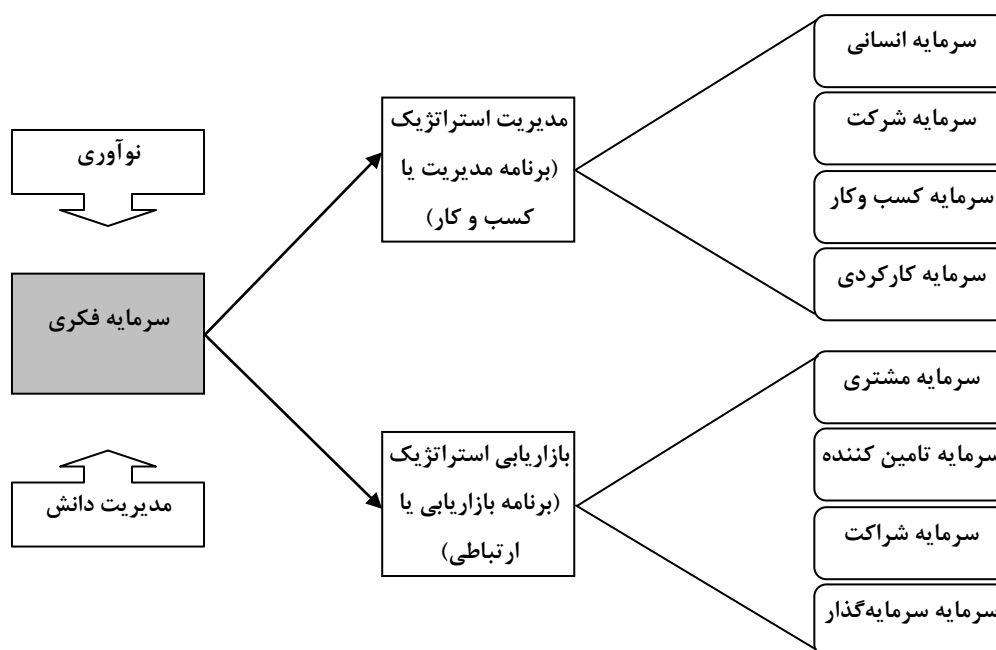 نوآوری
سرمایه فکری
مدیریت دانش
مدیریت استراتژیک
(برنامه مدیریت یا
کسب و کار)
بازاریابی استراتژیک
(برنامه بازاریابی یا
ارتباطی)
سرمایه انسانی
سرمایه شرکت
سرمایه کسب وکار
سرمایه کارکردی
سرمایه مشتری
سرمایه تامین کننده
سرمایه شراکت
سرمایه سرمایه‌گذار